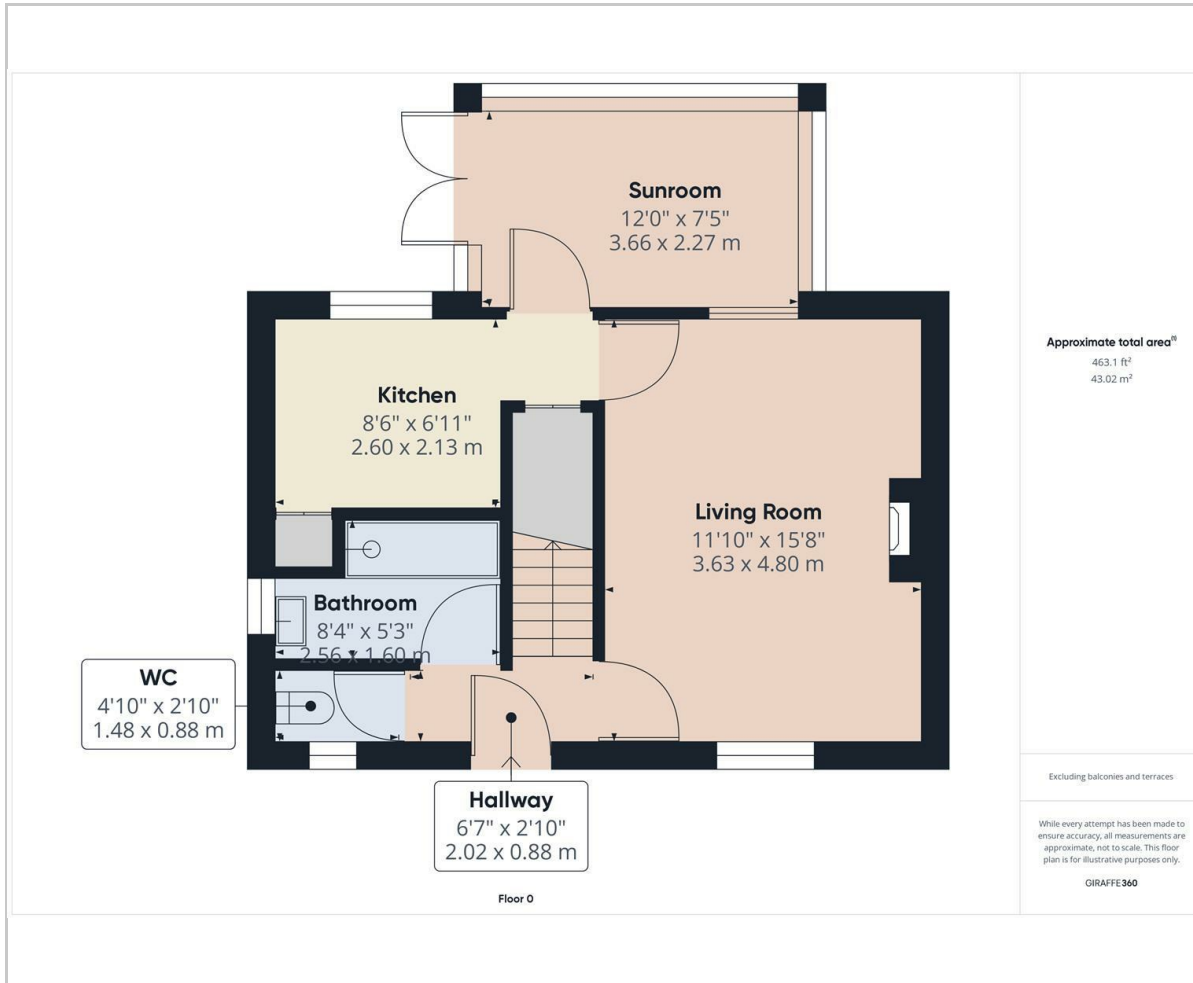 Sunroom
12'0" x 7'5"
3.66 x 2.27 m
Kitchen
8'6" x 6'11"
2.60 x 2.13 m
Living Room
11'10" x 15'8"
3.63 x 4.80 m
Bathroom
8'4" x 5'3"
2.56 x 1.60 m
WC
4'10" x 2'10"
1.48 x 0.88 m
Hallway
6'7" x 2'10"
2.02 x 0.88 m
Floor 0
Approximate total area⁽¹⁾
463.1 ft²
43.02 m²
Excluding balconies and terraces
While every attempt has been made to
ensure accuracy, all measurements are
approximate, not to scale. This floor
plan is for illustrative purposes only.
GIRAFFE360